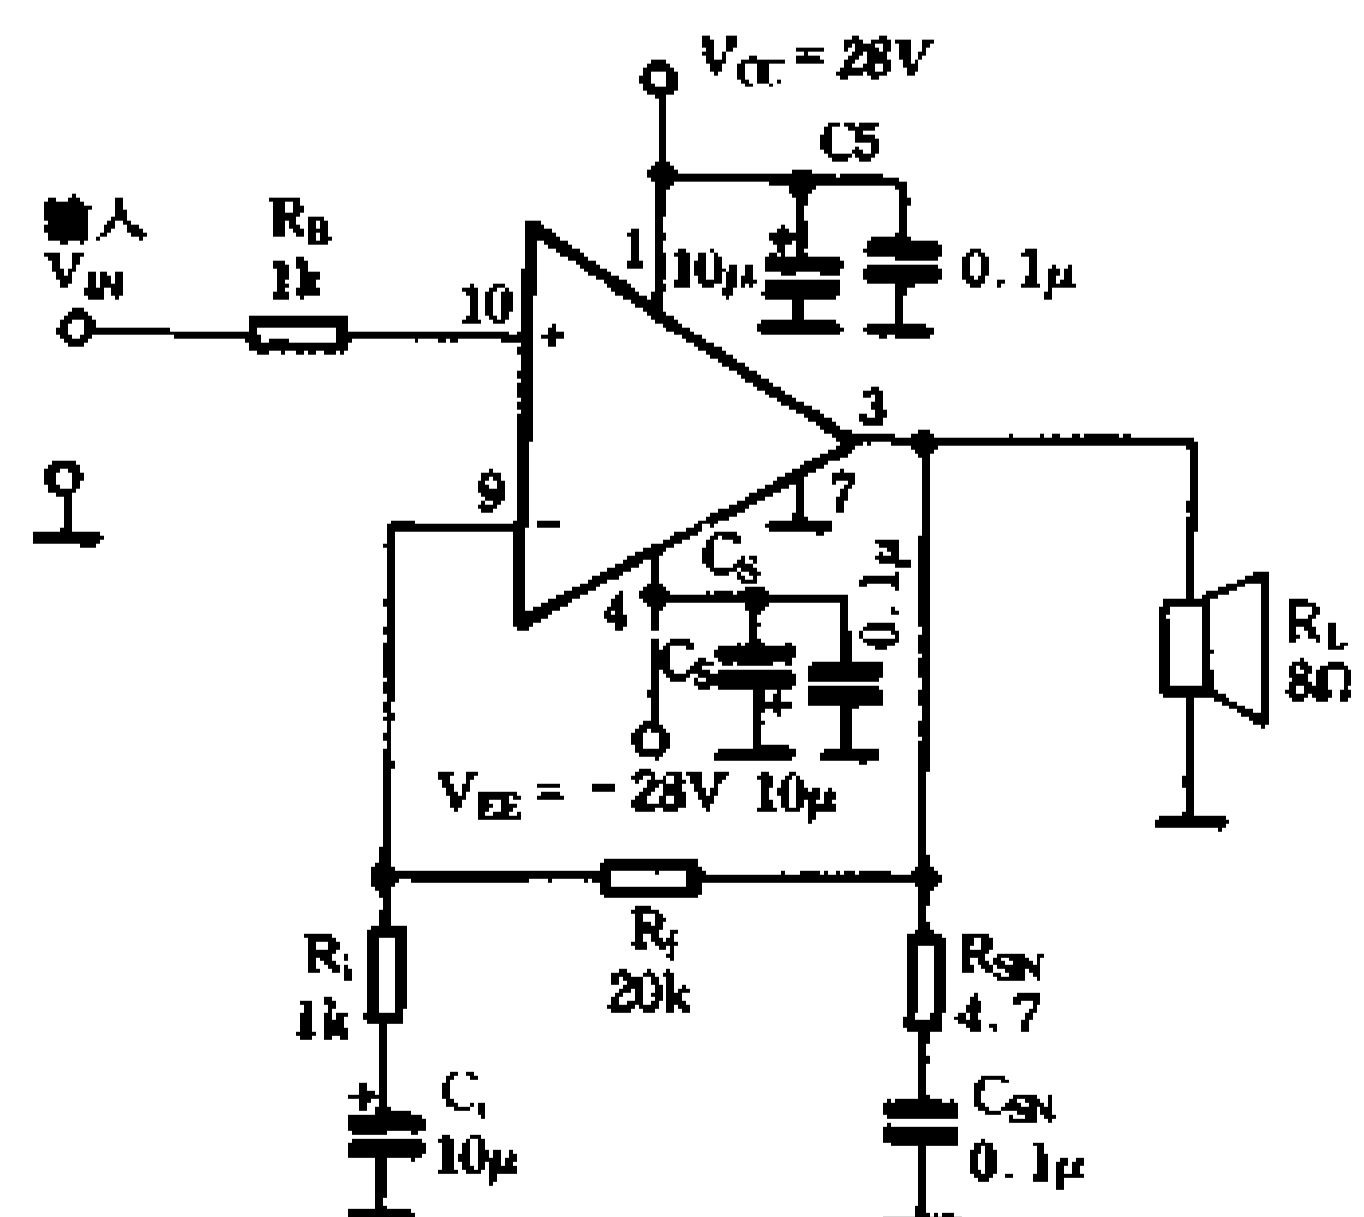 V_CC = 28V
C5
输入
V_IN
R_B
1k
1
10μ
+
0.1μ
10
+
3
9
-
7
C_S
0.1μ
4
C_S
+
R_L
8Ω
V_EE = -28V 10μ
R_f
20k
R_i
1k
R_SN
4.7
+
C_i
10μ
C_SN
0.1μ